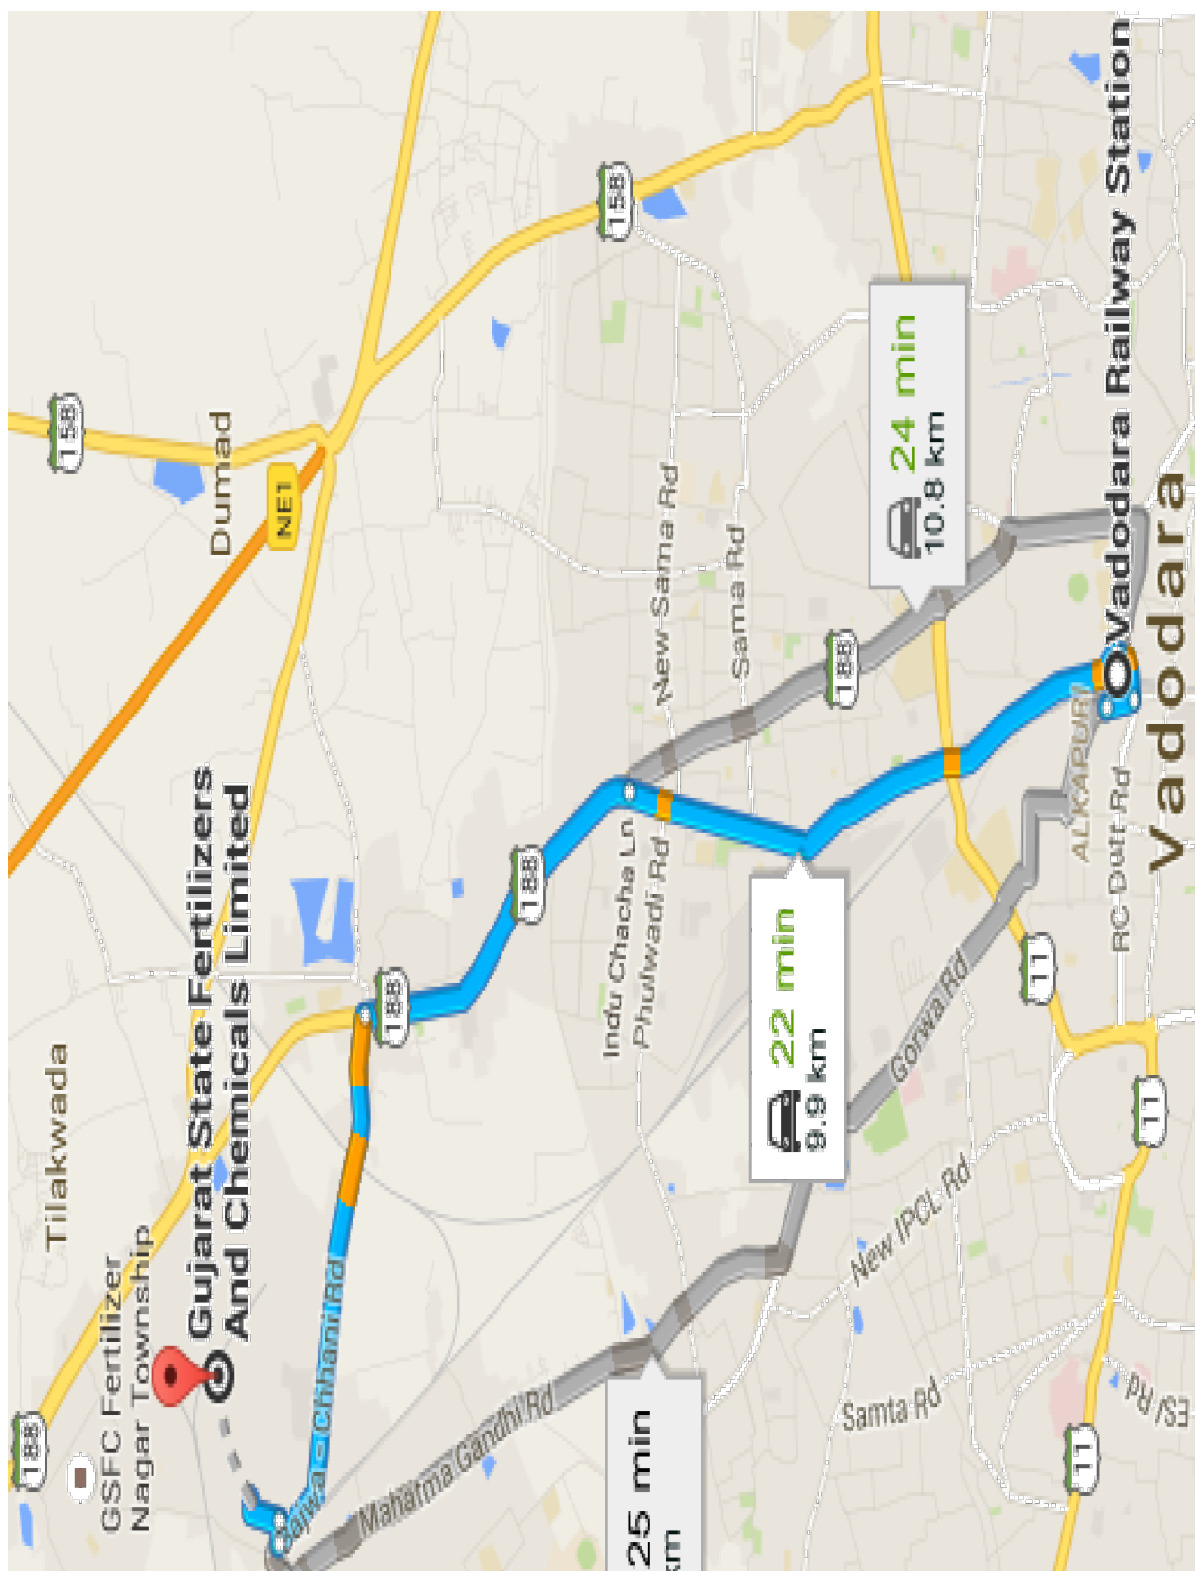 188
GSFC Fertilizer
Nagar Township
Tilakwada
Gujarat State Fertilizers
And Chemicals Limited
Dumad
158
NE1
158
Mahatma Gandhi Rd
- Chhani Rd
188
188
25 min
km
Indu Chacha Ln
Phulwadi Rd
New Sama Rd
Sama Rd
188
22 min
9.9 km
24 min
10.8 km
Samta Rd
New IPCL Rd
Gorwa Rd
11
11
11
ESI Rd
ALKAPURI
RC Dutt Rd
Vadodara Railway Station
Vadodara